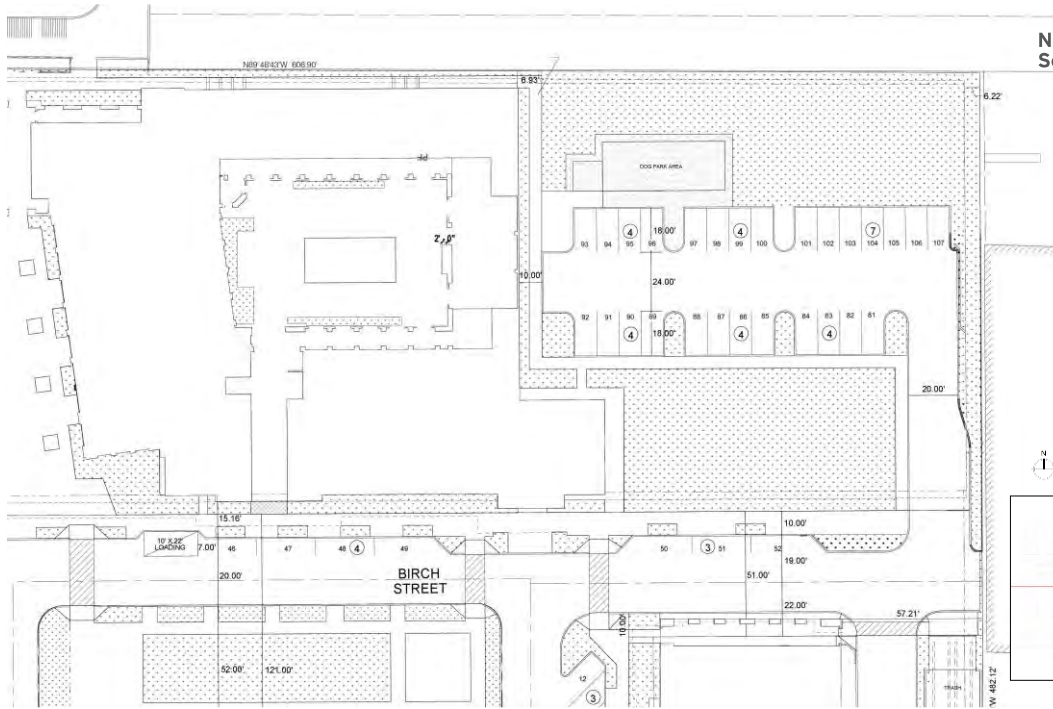 N
So
N89°48'43"W 606.90'
6.93'
6.22'
DOG PARK AREA
2'-0"
93 94 95 96 97 98 99 100 101 102 103 104 105 106 107
4 4 7
18.00'
10.00'
24.00'
92 91 90 89 88 87 86 85 84 83 82 81
18.00'
4 4 4
20.00'
N
15.16'
10.00'
10' X 22'
LOADING
7.00'
46 47 48 4 49
50 3 51 52
19.00'
20.00'
BIRCH
STREET
51.00'
22.00'
57.21'
10.00'
52.00'
121.00'
12
3
TRASH
W 482.12'